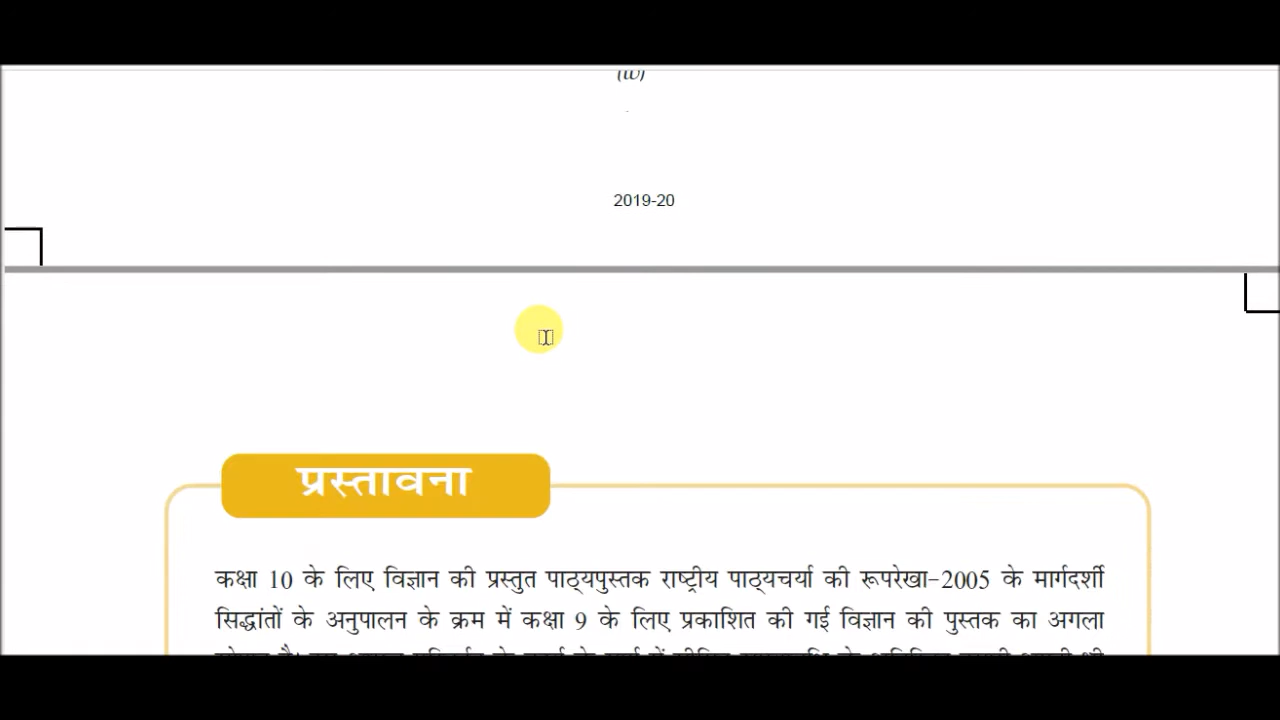 (iv)
2019-20
प्रस्तावना
कक्षा 10 के लिए विज्ञान की प्रस्तुत पाठ्यपुस्तक राष्ट्रीय पाठ्यचर्या की रूपरेखा-2005 के मार्गदर्शी
सिद्धांतों के अनुपालन के क्रम में कक्षा 9 के लिए प्रकाशित की गई विज्ञान की पुस्तक का अगला